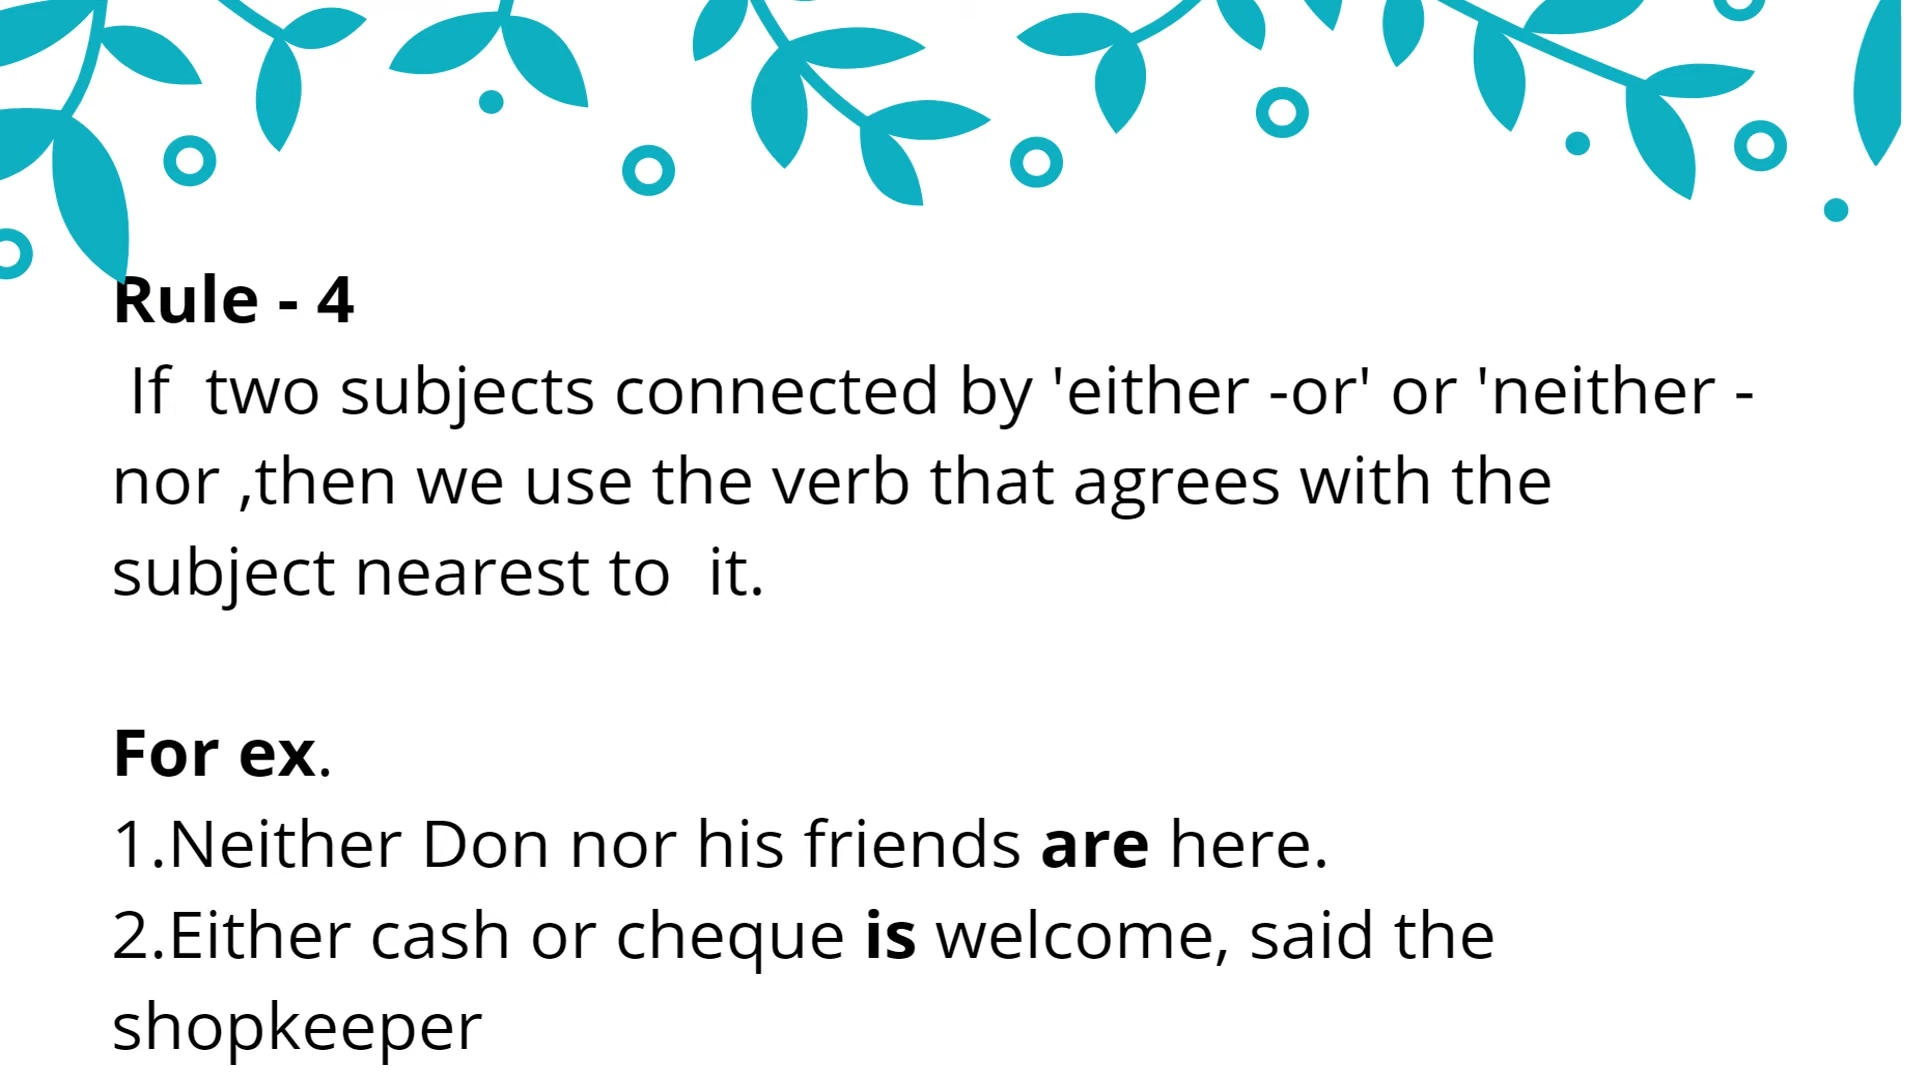 Rule - 4
If  two subjects connected by 'either -or' or 'neither -
nor ,then we use the verb that agrees with the
subject nearest to  it.
For ex.
1.Neither Don nor his friends are here.
2.Either cash or cheque is welcome, said the
shopkeeper